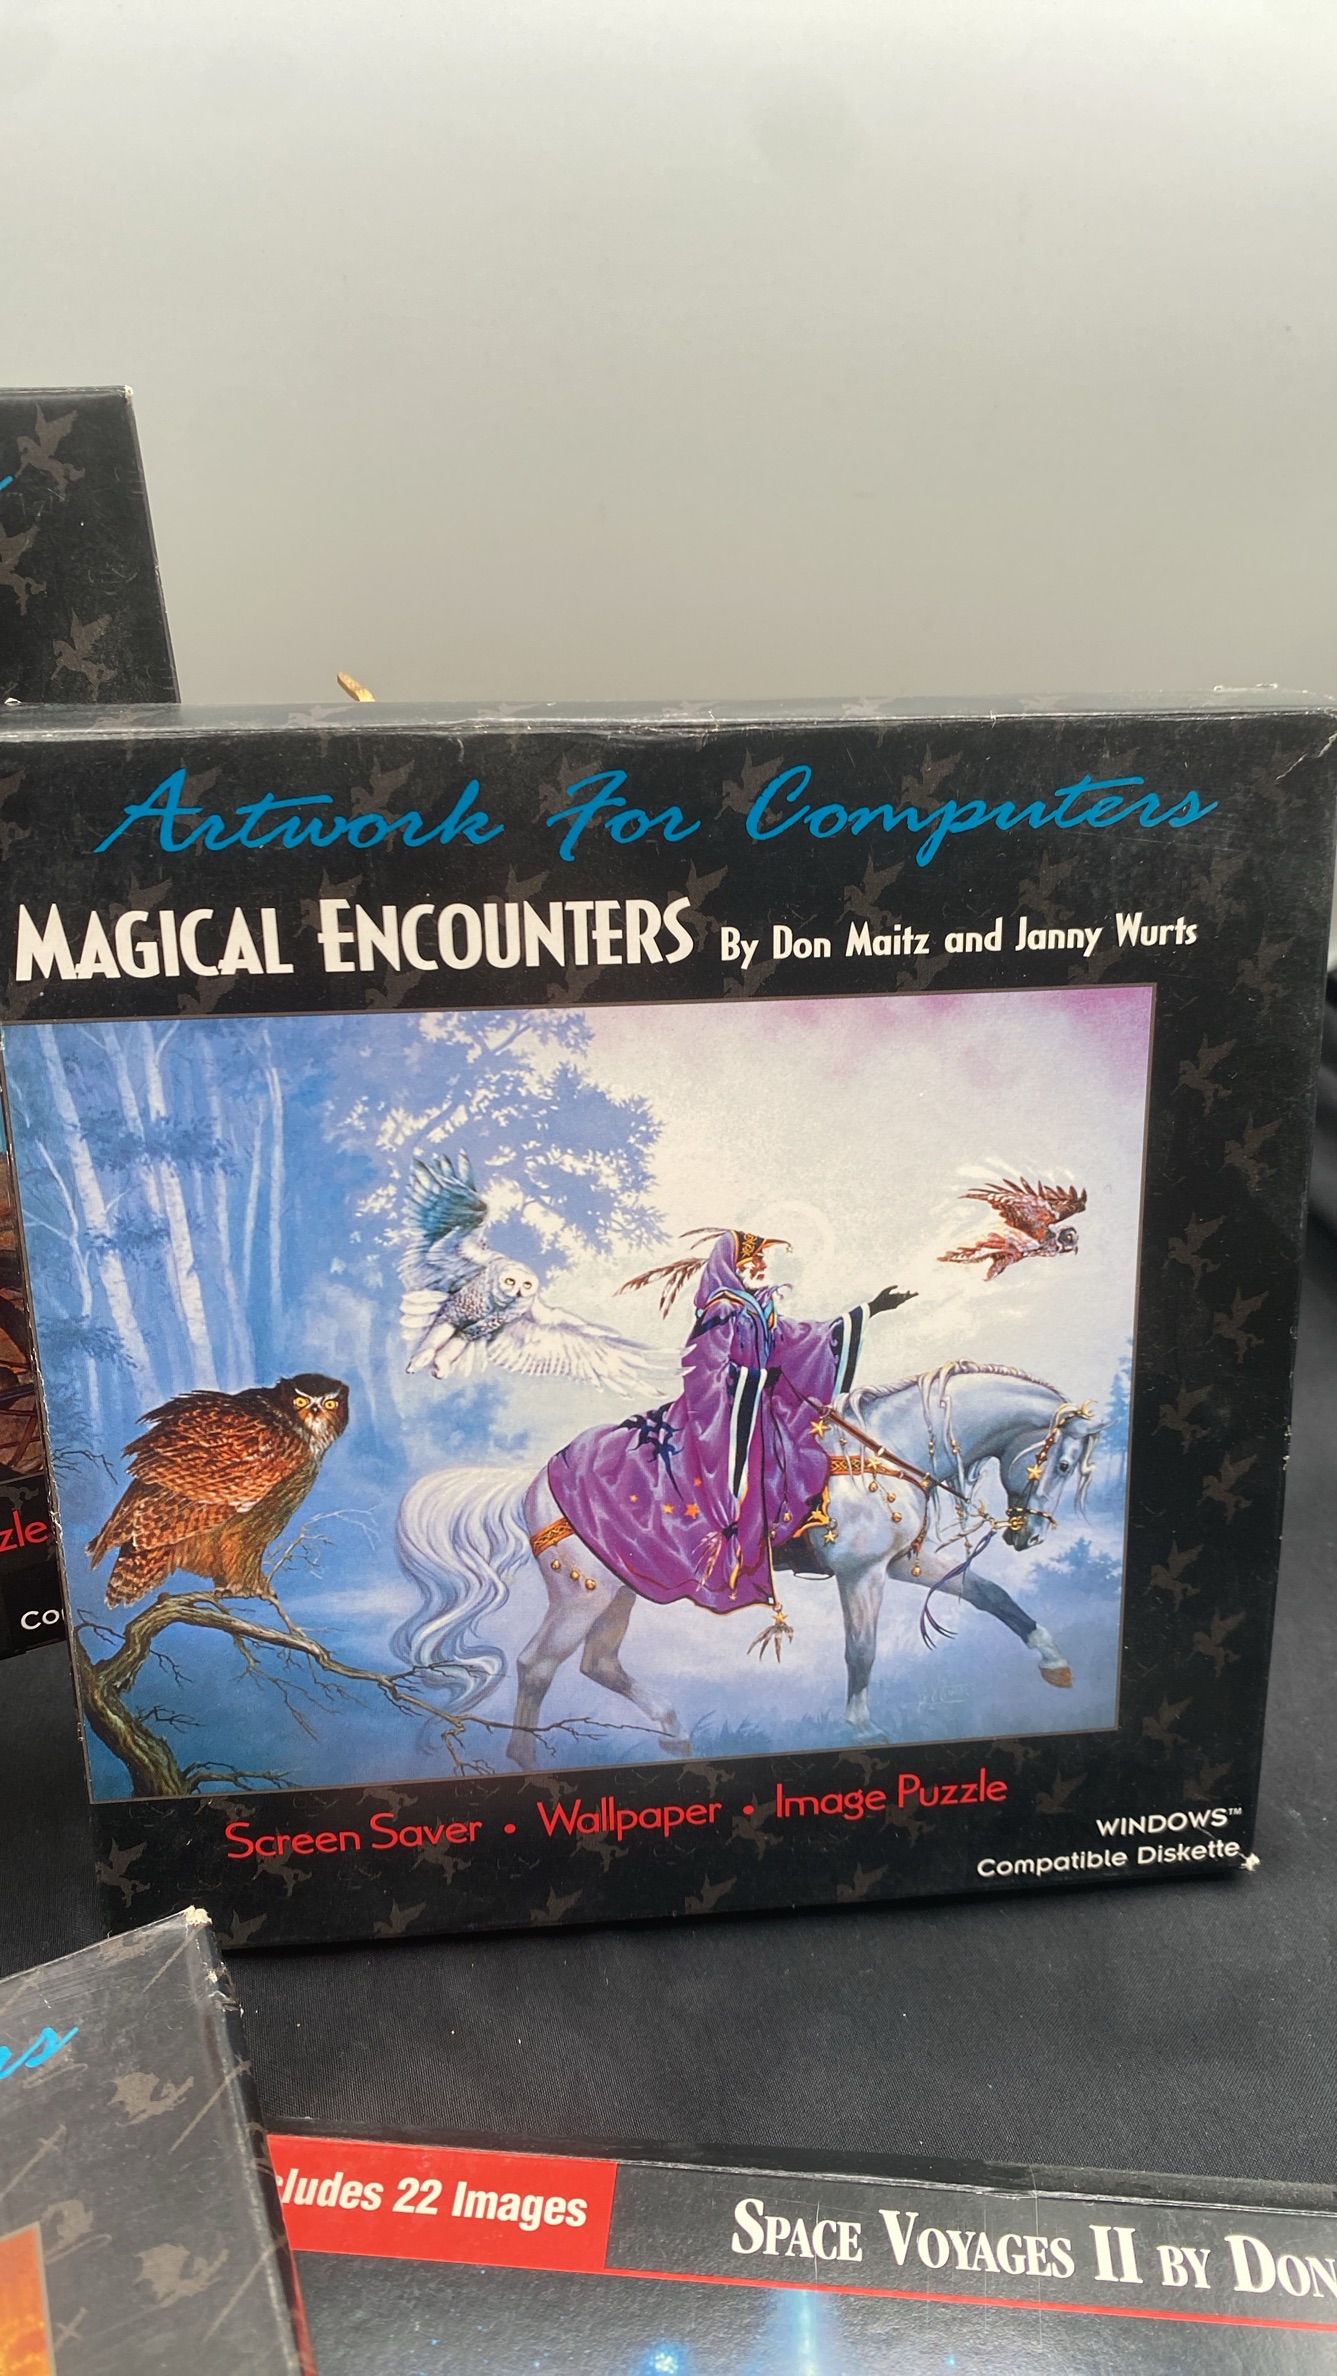 Artwork For Computers
MAGICAL ENCOUNTERS By Don Maitz and Janny Wurts
Screen Saver • Wallpaper • Image Puzzle
WINDOWS™
Compatible Diskette
22 Images
SPACE VOYAGES II BY DON